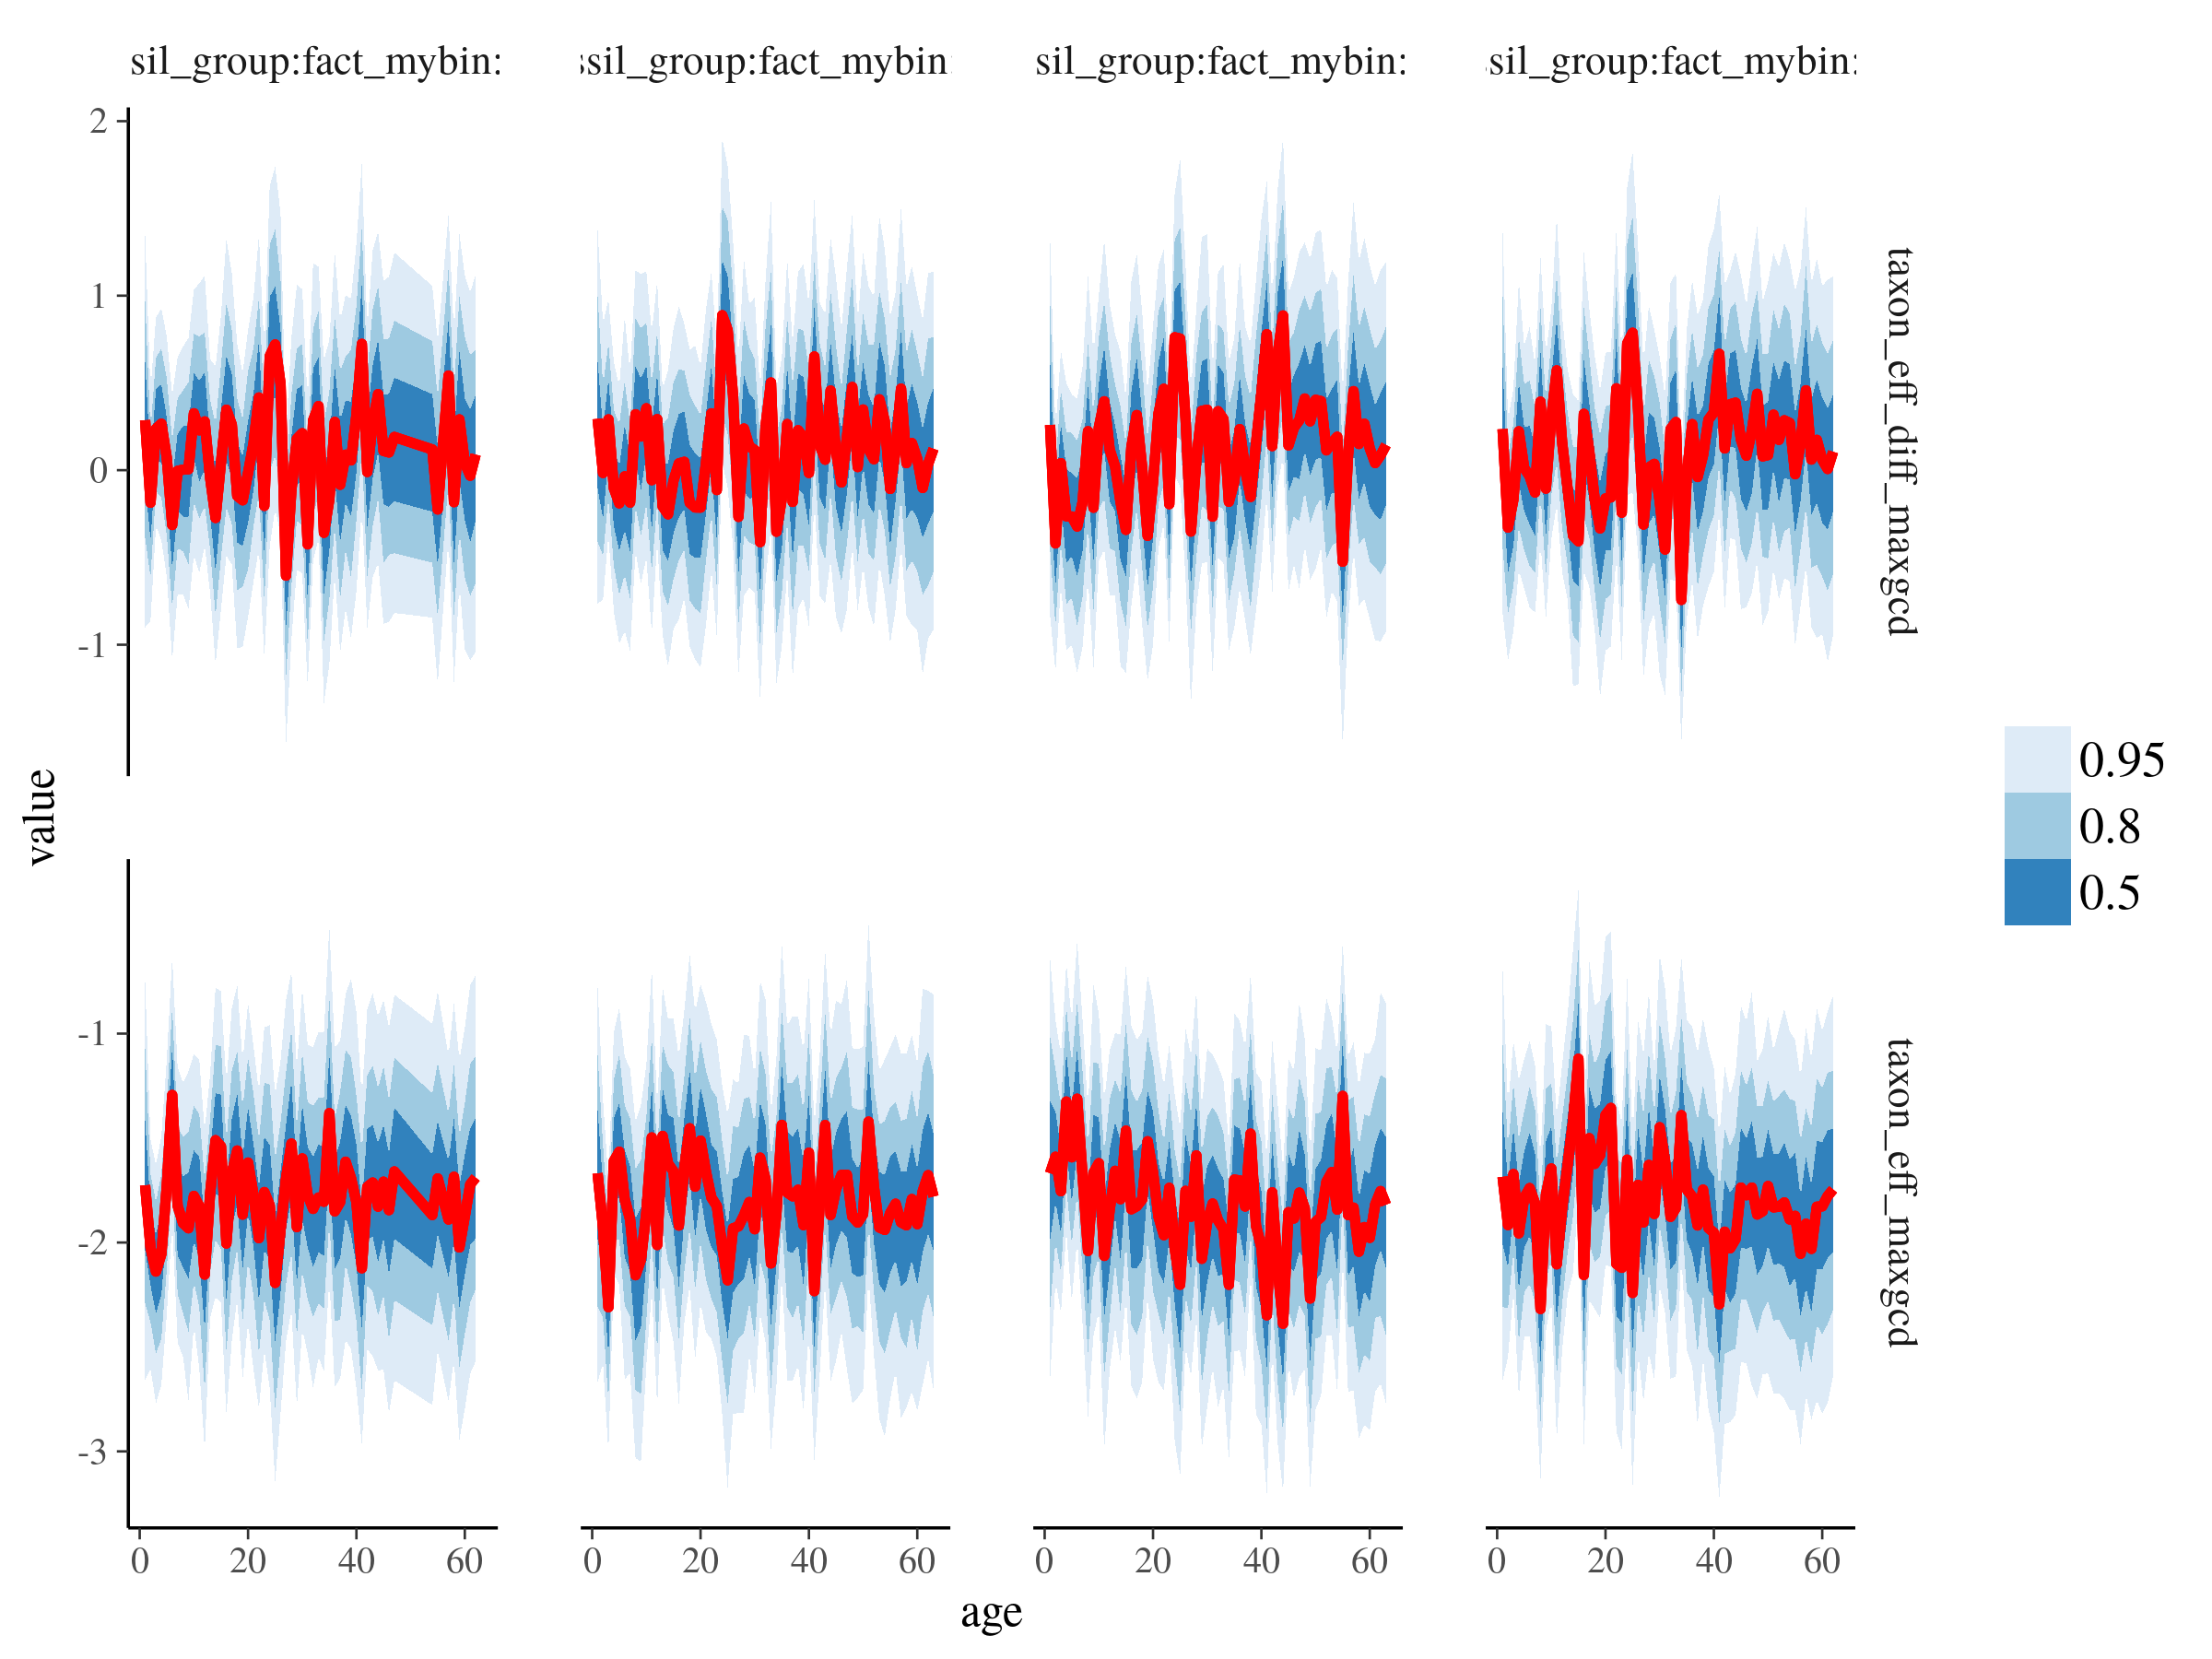 sil_group:fact_mybin: ssil_group:fact_mybin: sil_group:fact_mybin: sil_group:fact_mybin:
2
1
0
-1
taxon_eff_diff_maxgcd
value
0.95
0.8
0.5
-1
-2
-3
taxon_eff_maxgcd
0 20 40 60 0 20 40 60 0 20 40 60 0 20 40 60
age